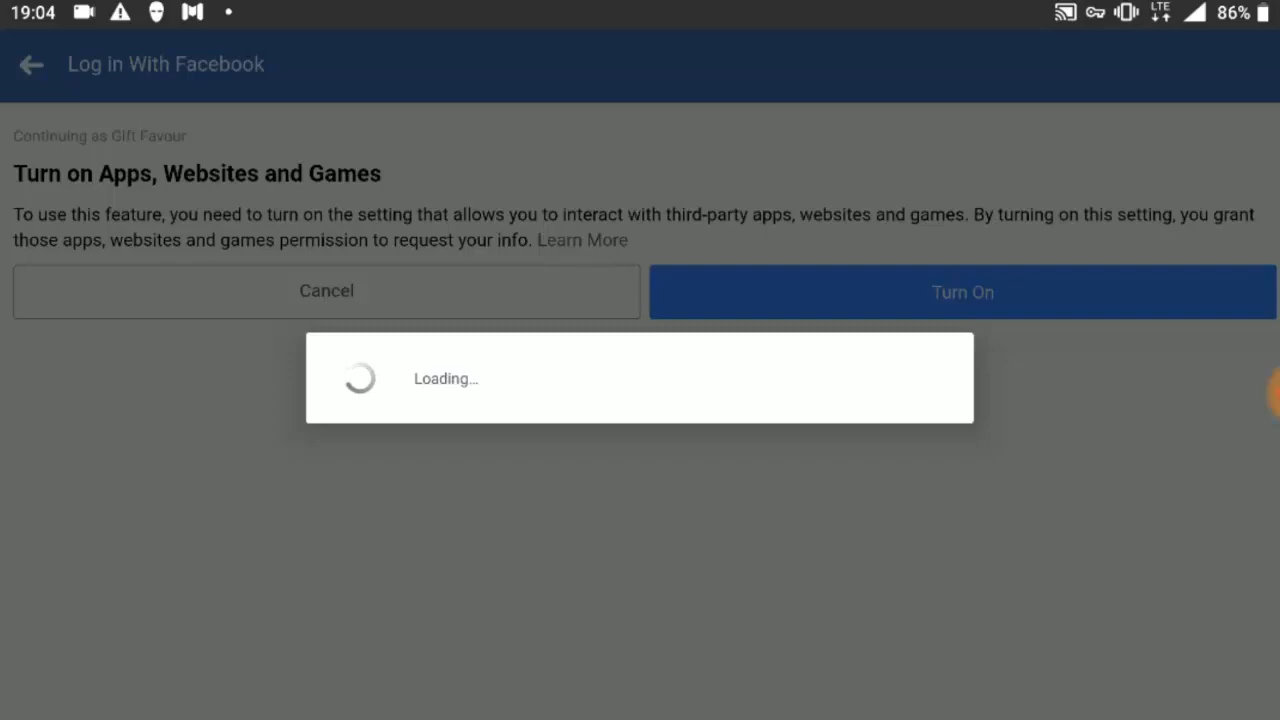 19:04
LTE
86%
Log in With Facebook
Continuing as Gift Favour
Turn on Apps, Websites and Games
To use this feature, you need to turn on the setting that allows you to interact with third-party apps, websites and games. By turning on this setting, you grant
those apps, websites and games permission to request your info. Learn More
Cancel
Turn On
Loading...